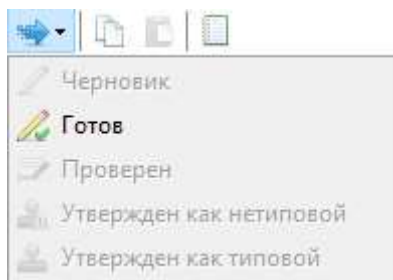 Черновик
Готов
Проверен
Утвержден как нетиповой
Утвержден как типовой